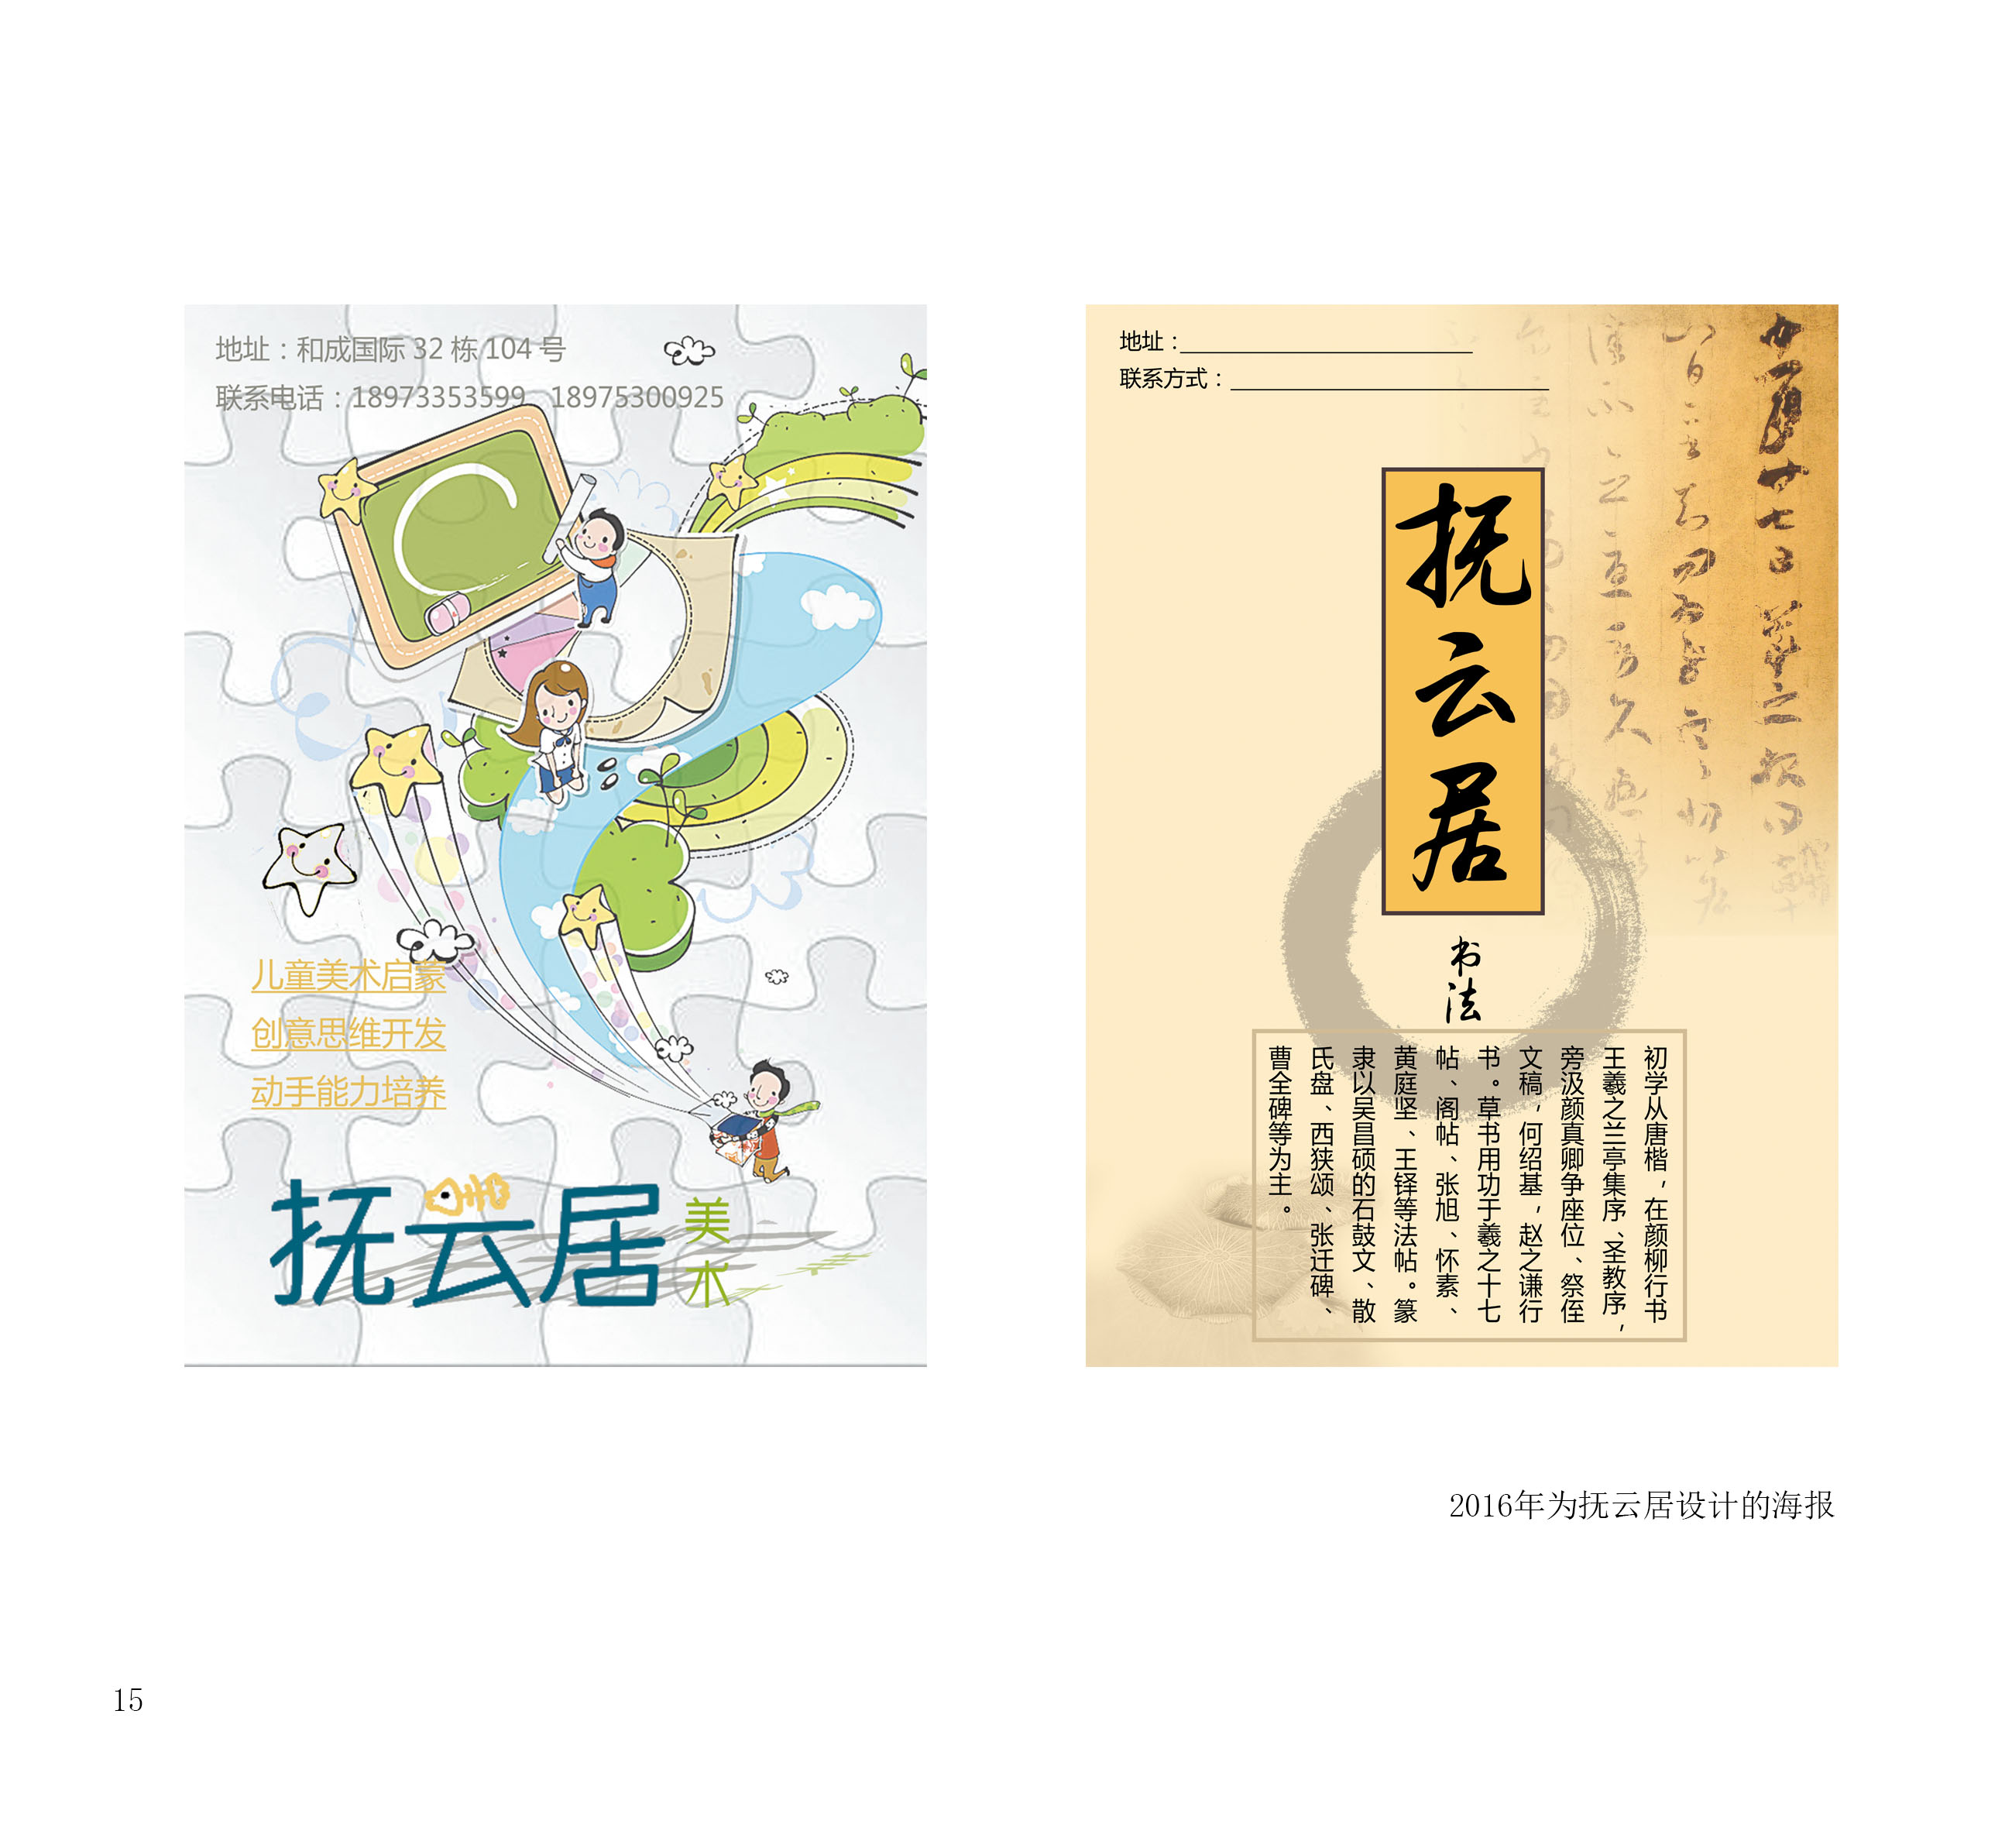 地址：和成国际 32 栋 104 号
联系电话：18973353599 18975300925
儿童美术启蒙
创意思维开发
动手能力培养
抚云居
美术
地址：
联系方式：
抚云居
书法
初学从唐楷，在颜柳行书
王羲之兰亭集序、圣教序，
旁汲颜真卿争座位、祭侄
文稿，何绍基，赵之谦行
书。草书用功于羲之十七
帖、阁帖、张旭、怀素、
黄庭坚、王铎等法帖。篆
隶以吴昌硕的石鼓文、散
氏盘、西狭颂、张迁碑、
曹全碑等为主。
2016年为抚云居设计的海报
15